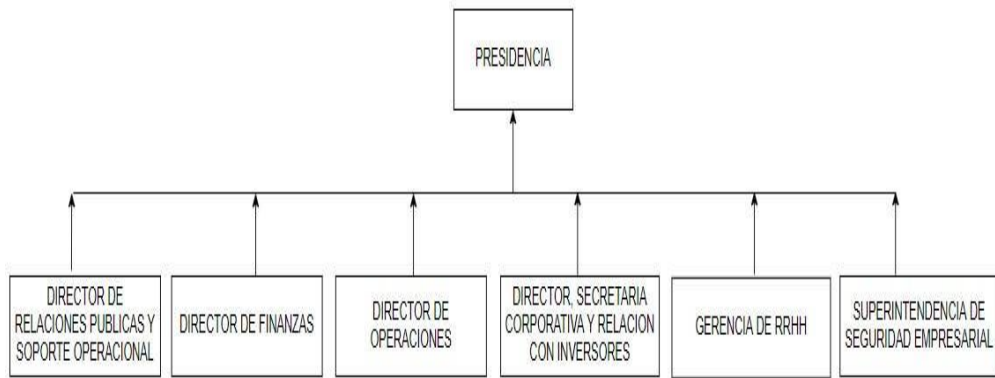 PRESIDENCIA
DIRECTOR DE
RELACIONES PUBLICAS Y
SOPORTE OPERACIONAL
DIRECTOR DE FINANZAS
DIRECTOR DE
OPERACIONES
DIRECTOR, SECRETARIA
CORPORATIVA Y RELACION
CON INVERSORES
GERENCIA DE RRHH
SUPERINTENDENCIA DE
SEGURIDAD EMPRESARIAL